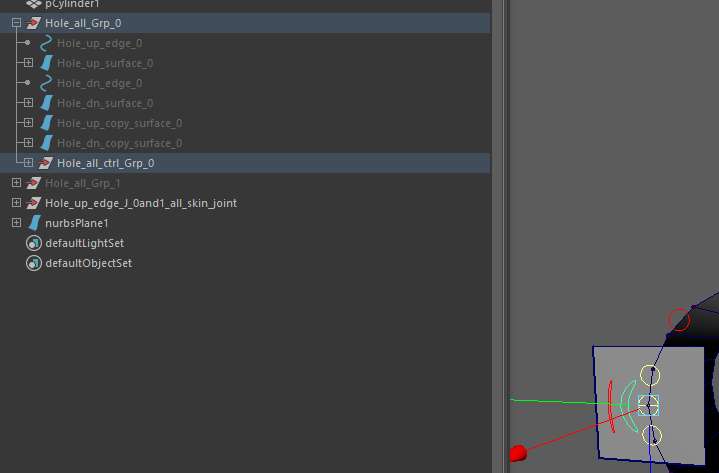 pCylinder1
Hole_all_Grp_0
Hole_up_edge_0
Hole_up_surface_0
Hole_dn_edge_0
Hole_dn_surface_0
Hole_up_copy_surface_0
Hole_dn_copy_surface_0
Hole_all_ctrl_Grp_0
Hole_all_Grp_1
Hole_up_edge_J_0and1_all_skin_joint
nurbsPlane1
defaultLightSet
defaultObjectSet